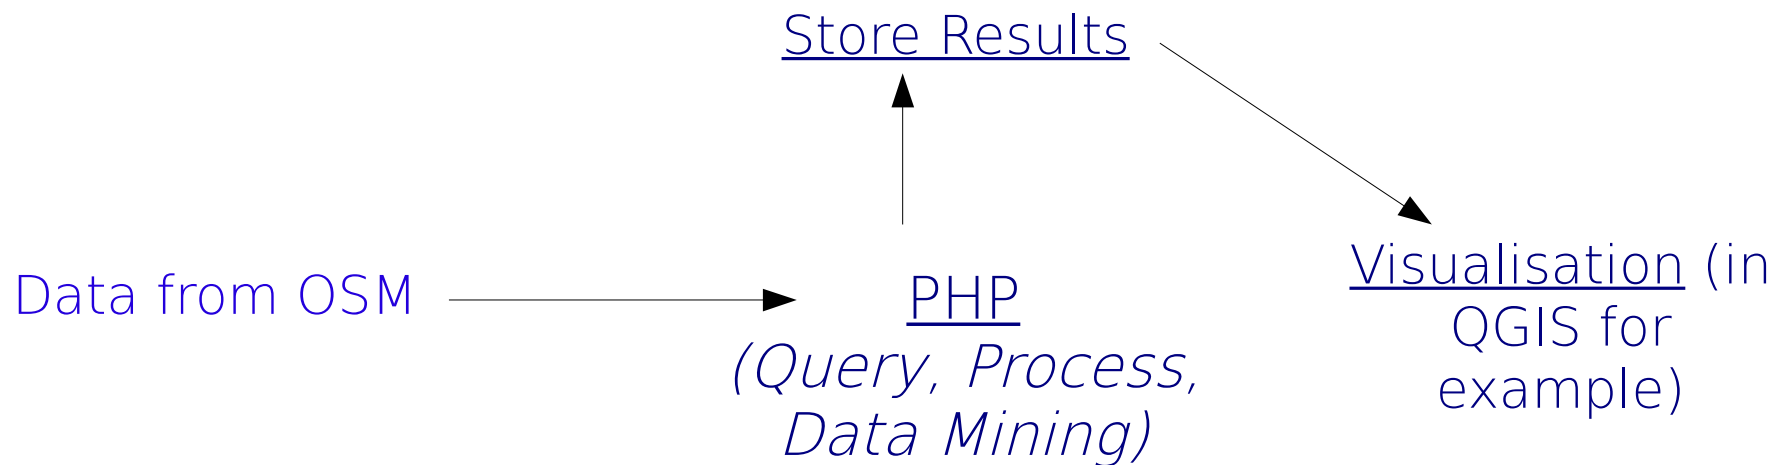 Store Results
Data from OSM
PHP
(Query, Process,
Data Mining)
Visualisation (in
QGIS for
example)